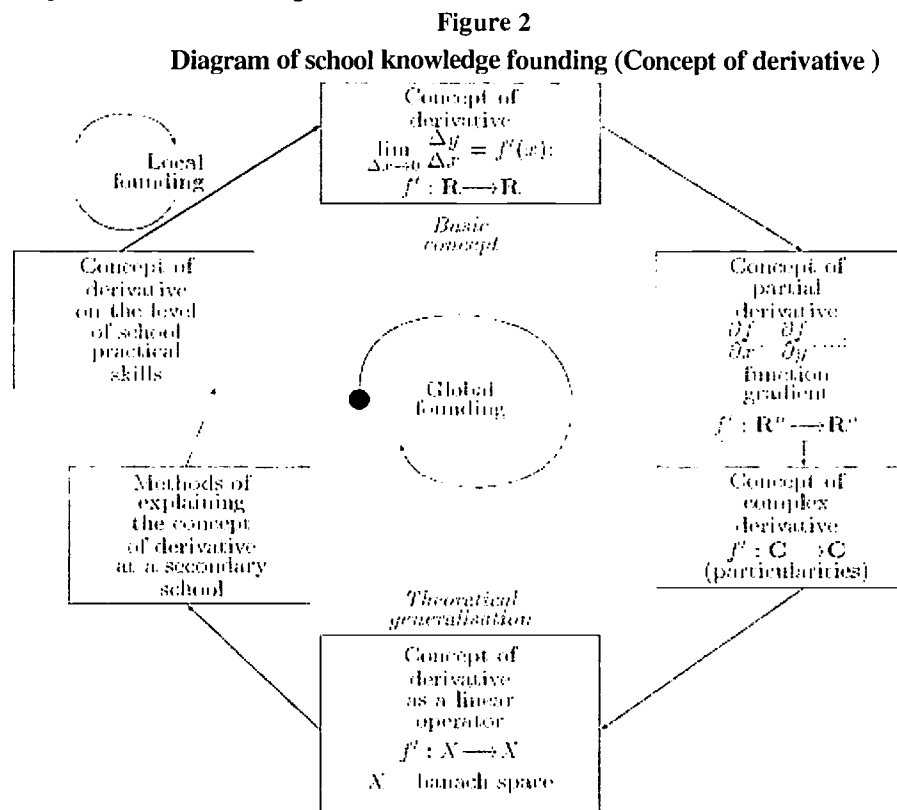 Figure 2
Diagram of school knowledge founding (Concept of derivative )
Concept of
derivative
lim Δx→0 Δy/Δx = f′(x);
f′ : R ⟶ R
Basic
concept
Local
founding
Concept of
derivative
on the level
of school
practical
skills
Concept of
partial
derivative
∂f/∂x, ∂f/∂y, ...;
function
gradient
f′ : Rⁿ ⟶ Rⁿ
Global
founding
Methods of
explaining
the concept
of derivative
at a secondary
school
Concept of
complex
derivative
f′ : C → C
(particularities)
Theoretical
generalisation
Concept of
derivative
as a linear
operator
f′ : X ⟶ X
X banach space